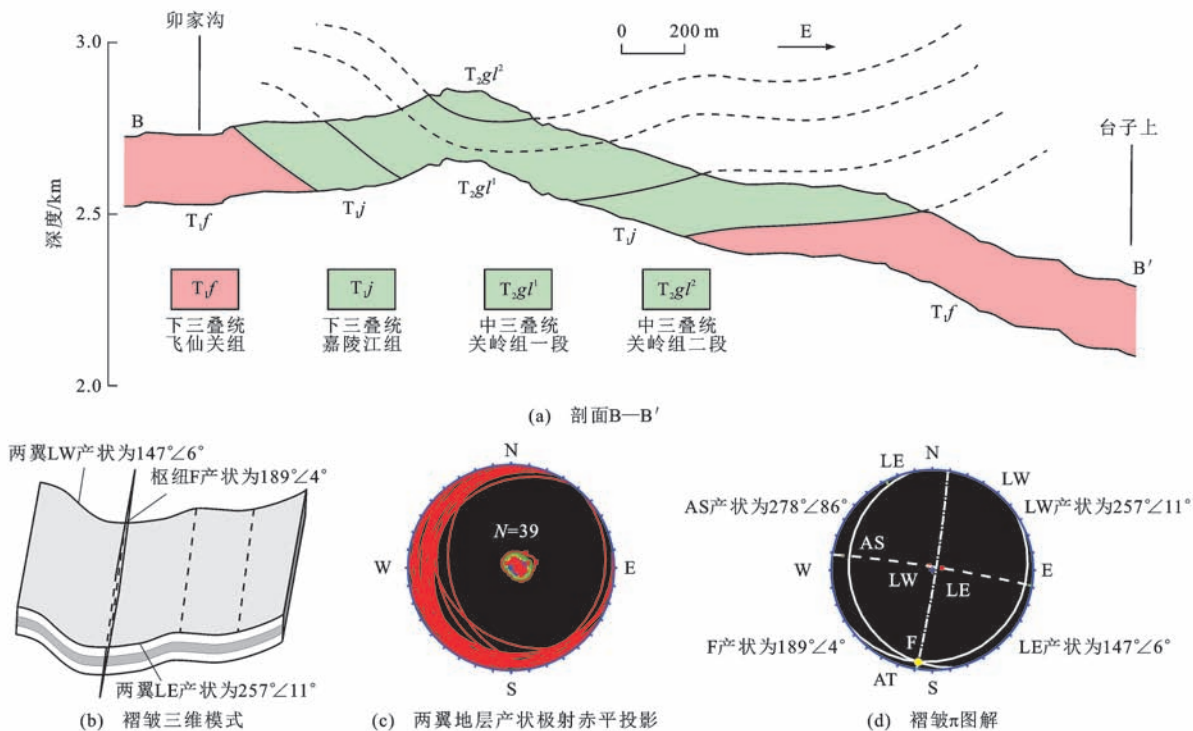 卯家沟
0 200 m
E
3.0
2.5
2.0
深度/km
B
T₂gl²
台子上
T₁f
T₁j
T₂gl¹
T₁j
B′
T₁f
T₁f
T₁j
T₂gl¹
T₂gl²
下三叠统
飞仙关组
下三叠统
嘉陵江组
中三叠统
关岭组一段
中三叠统
关岭组二段
(a) 剖面B—B′
两翼LW产状为147°∠6°
枢纽F产状为189°∠4°
两翼LE产状为257°∠11°
(b) 褶皱三维模式
N
N=39
W
E
S
(c) 两翼地层产状极射赤平投影
LE
N
LW
AS产状为278°∠86°
LW产状为257°∠11°
AS
W
LW
LE
E
F产状为189°∠4°
F
LE产状为147°∠6°
AT
S
(d) 褶皱π图解